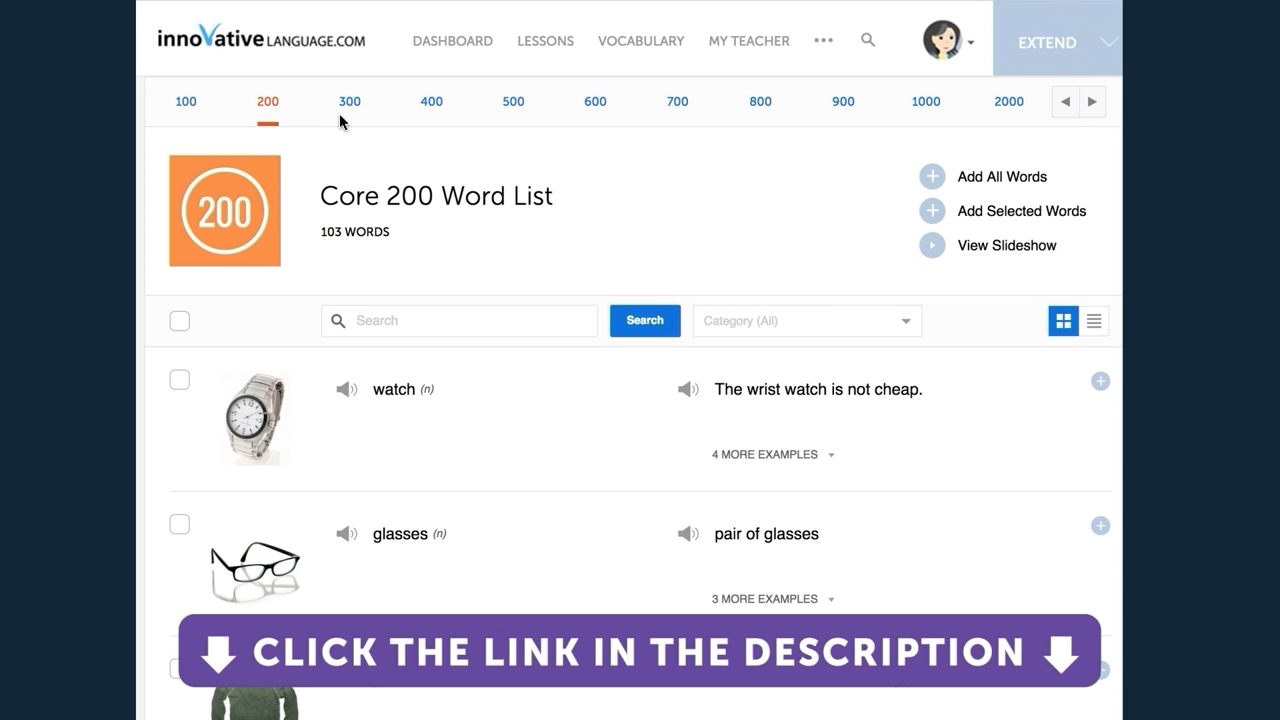 innoVative LANGUAGE.COM
DASHBOARD LESSONS VOCABULARY MY TEACHER ••• EXTEND
100 200 300 400 500 600 700 800 900 1000 2000
200
Core 200 Word List
103 WORDS
Add All Words
Add Selected Words
View Slideshow
Search Search Category (All)
watch (n) The wrist watch is not cheap.
4 MORE EXAMPLES
glasses (n) pair of glasses
3 MORE EXAMPLES
CLICK THE LINK IN THE DESCRIPTION